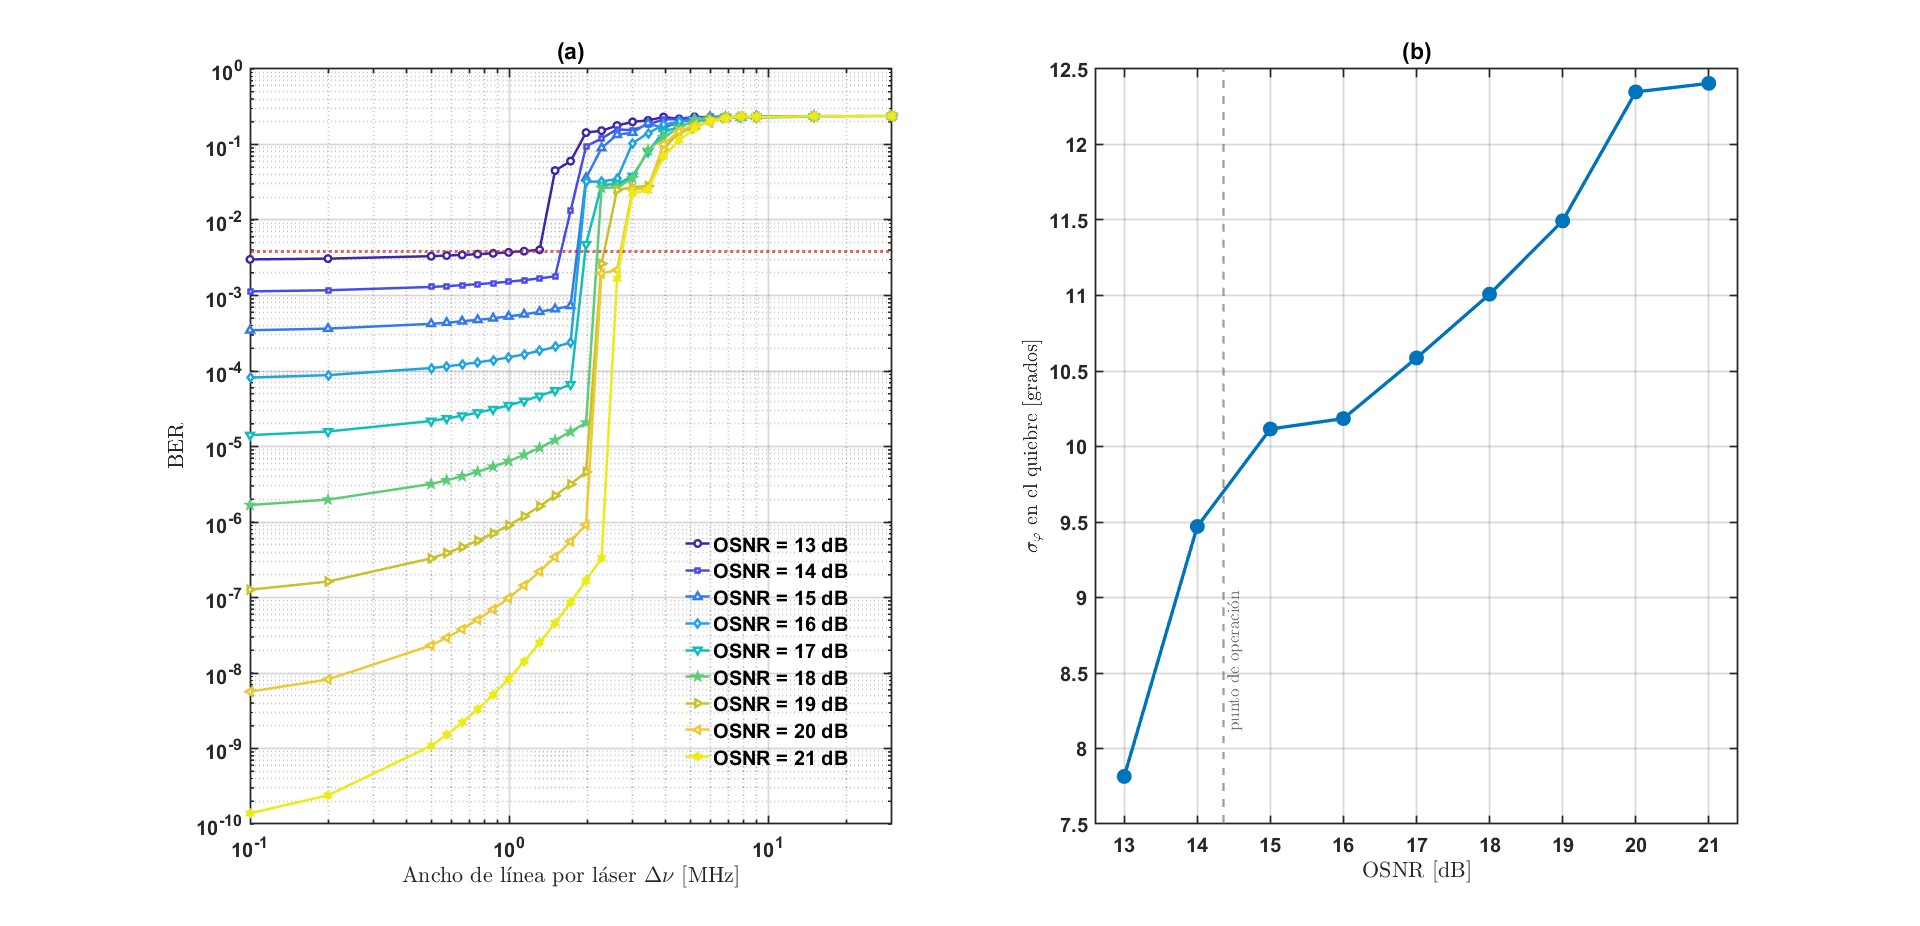 (a)
10^0
10^-1
10^-2
10^-3
10^-4
10^-5
10^-6
10^-7
10^-8
10^-9
10^-10
BER
10^-1 10^0 10^1
Ancho de línea por láser Δν [MHz]
OSNR = 13 dB
OSNR = 14 dB
OSNR = 15 dB
OSNR = 16 dB
OSNR = 17 dB
OSNR = 18 dB
OSNR = 19 dB
OSNR = 20 dB
OSNR = 21 dB
(b)
12.5
12
11.5
11
10.5
10
9.5
9
8.5
8
7.5
σφ en el quiebre [grados]
punto de operación
13 14 15 16 17 18 19 20 21
OSNR [dB]